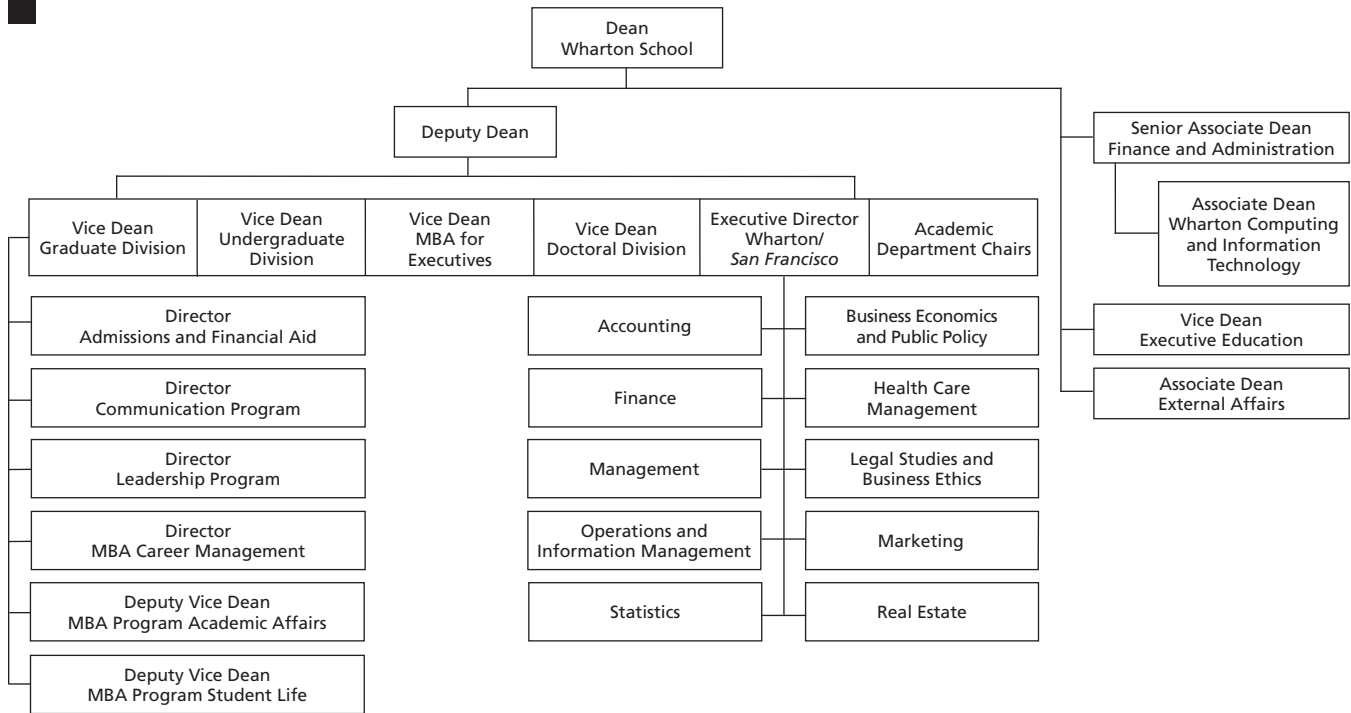 Dean
Wharton School
Deputy Dean
Senior Associate Dean
Finance and Administration
Associate Dean
Wharton Computing
and Information
Technology
Vice Dean
Executive Education
Associate Dean
External Affairs
Vice Dean
Graduate Division
Vice Dean
Undergraduate
Division
Vice Dean
MBA for
Executives
Vice Dean
Doctoral Division
Executive Director
Wharton/
San Francisco
Academic
Department Chairs
Director
Admissions and Financial Aid
Director
Communication Program
Director
Leadership Program
Director
MBA Career Management
Deputy Vice Dean
MBA Program Academic Affairs
Deputy Vice Dean
MBA Program Student Life
Accounting
Business Economics
and Public Policy
Finance
Health Care
Management
Management
Legal Studies and
Business Ethics
Operations and
Information Management
Marketing
Statistics
Real Estate